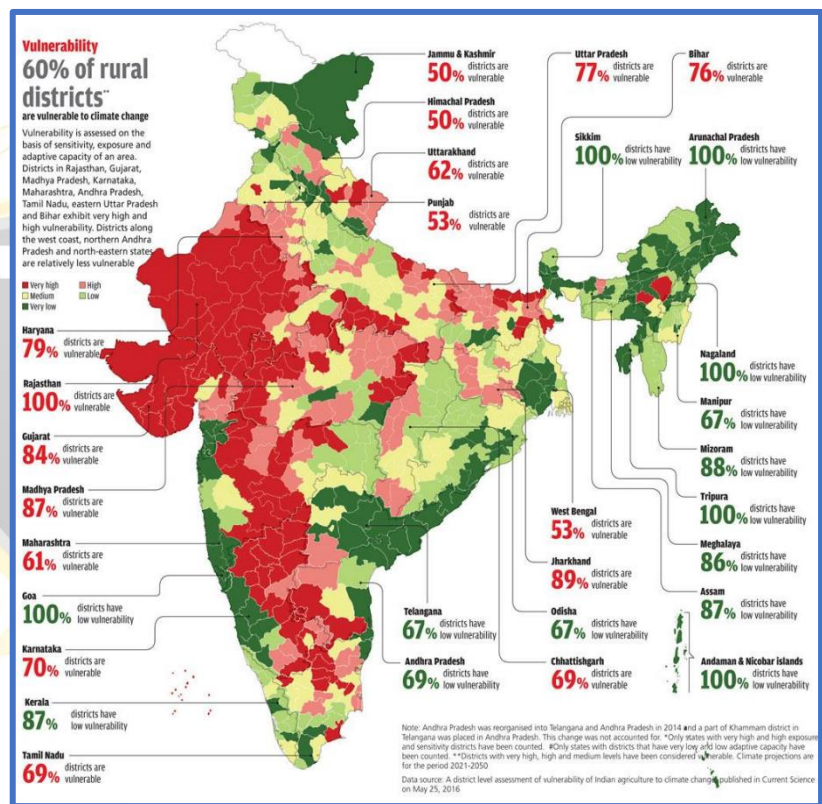 Vulnerability
60% of rural
districts**
are vulnerable to climate change
Vulnerability is assessed on the
basis of sensitivity, exposure and
adaptive capacity of an area.
Districts in Rajasthan, Gujarat,
Madhya Pradesh, Karnataka,
Maharashtra, Andhra Pradesh,
Tamil Nadu, eastern Uttar Pradesh
and Bihar exhibit very high and
high vulnerability. Districts along
the west coast, northern Andhra
Pradesh and north-eastern states
are relatively less vulnerable
Very high High
Medium Low
Very low
Jammu & Kashmir
50% districts are
vulnerable
Himachal Pradesh
50% districts are
vulnerable
Uttarakhand
62% districts are
vulnerable
Punjab
53% districts are
vulnerable
Uttar Pradesh
77% districts are
vulnerable
Bihar
76% districts are
vulnerable
Sikkim
100% districts have
low vulnerability
Arunachal Pradesh
100% districts have
low vulnerability
Haryana
79% districts are
vulnerable
Rajasthan
100% districts are
vulnerable
Gujarat
84% districts are
vulnerable
Madhya Pradesh
87% districts are
vulnerable
Maharashtra
61% districts are
vulnerable
Goa
100% districts have
low vulnerability
Karnataka
70% districts are
vulnerable
Kerala
87% districts have
low vulnerability
Tamil Nadu
69% districts are
vulnerable
Nagaland
100% districts have
low vulnerability
Manipur
67% districts have
low vulnerability
Mizoram
88% districts have
low vulnerability
Tripura
100% districts have
low vulnerability
Meghalaya
86% districts have
low vulnerability
Assam
87% districts have
low vulnerability
West Bengal
53% districts are
vulnerable
Jharkhand
89% districts are
vulnerable
Telangana
67% districts have
low vulnerability
Odisha
67% districts have
low vulnerability
Andhra Pradesh
69% districts have
low vulnerability
Chhattishgarh
69% districts are
vulnerable
Andaman & Nicobar islands
100% districts have
low vulnerability
Note: Andhra Pradesh was reorganised into Telangana and Andhra Pradesh in 2014 and a part of Khammam district in
Telangana was placed in Andhra Pradesh. This change was not accounted for. *Only states with very high and high exposure
and sensitivity districts have been counted. #Only states with districts that have very low and low adaptive capacity have
been counted. **Districts with very high, high and medium levels have been considered vulnerable. Climate projections are
for the period 2021-2050
Data source: A district level assessment of vulnerability of Indian agriculture to climate change, published in Current Science
on May 25, 2016